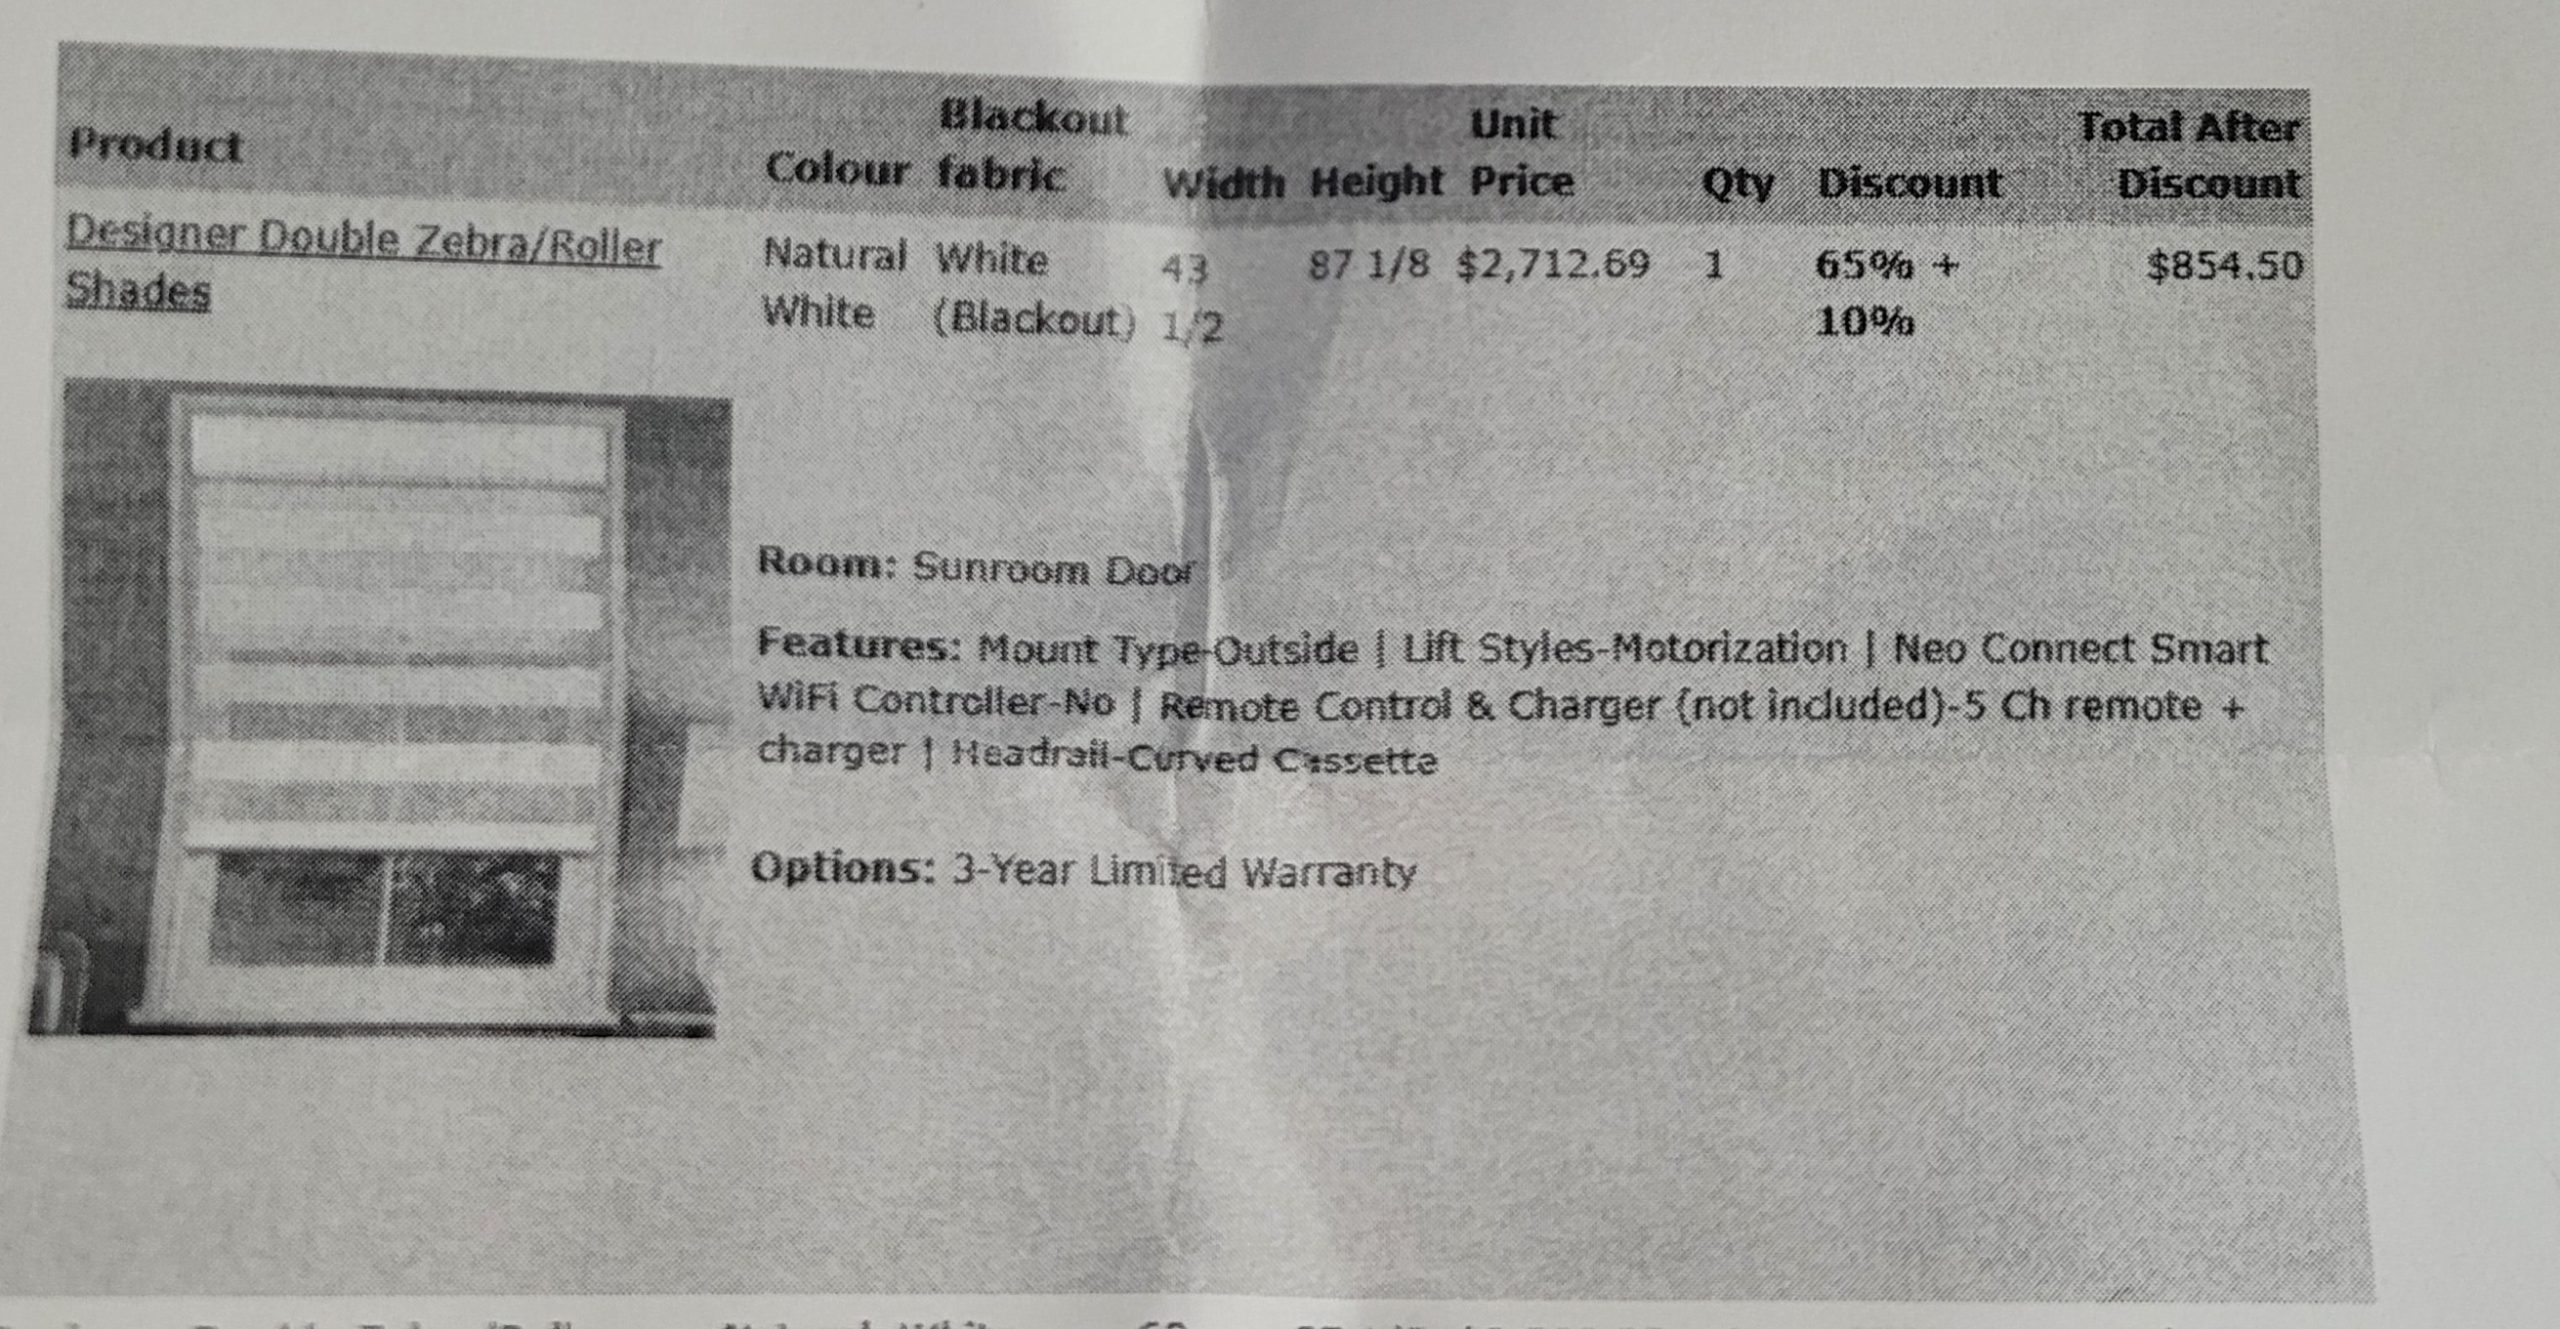 Product Colour Blackout fabric Width Height Unit Price Qty Discount Total After Discount
Designer Double Zebra/Roller Shades
Natural White
White (Blackout)
43 1/2
87 1/8
$2,712.69
1
65% + 10%
$854.50
Room: Sunroom Door
Features: Mount Type-Outside | Lift Styles-Motorization | Neo Connect Smart
WiFi Controller-No | Remote Control & Charger (not included)-5 Ch remote +
charger | Headrail-Curved Cassette
Options: 3-Year Limited Warranty